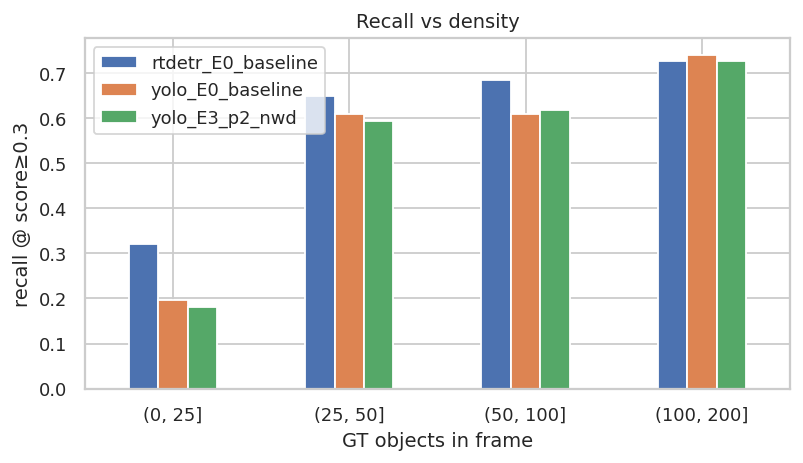 Recall vs density
rtdetr_E0_baseline
yolo_E0_baseline
yolo_E3_p2_nwd
recall @ score≥0.3
0.7
0.6
0.5
0.4
0.3
0.2
0.1
0.0
(0, 25]
(25, 50]
(50, 100]
(100, 200]
GT objects in frame